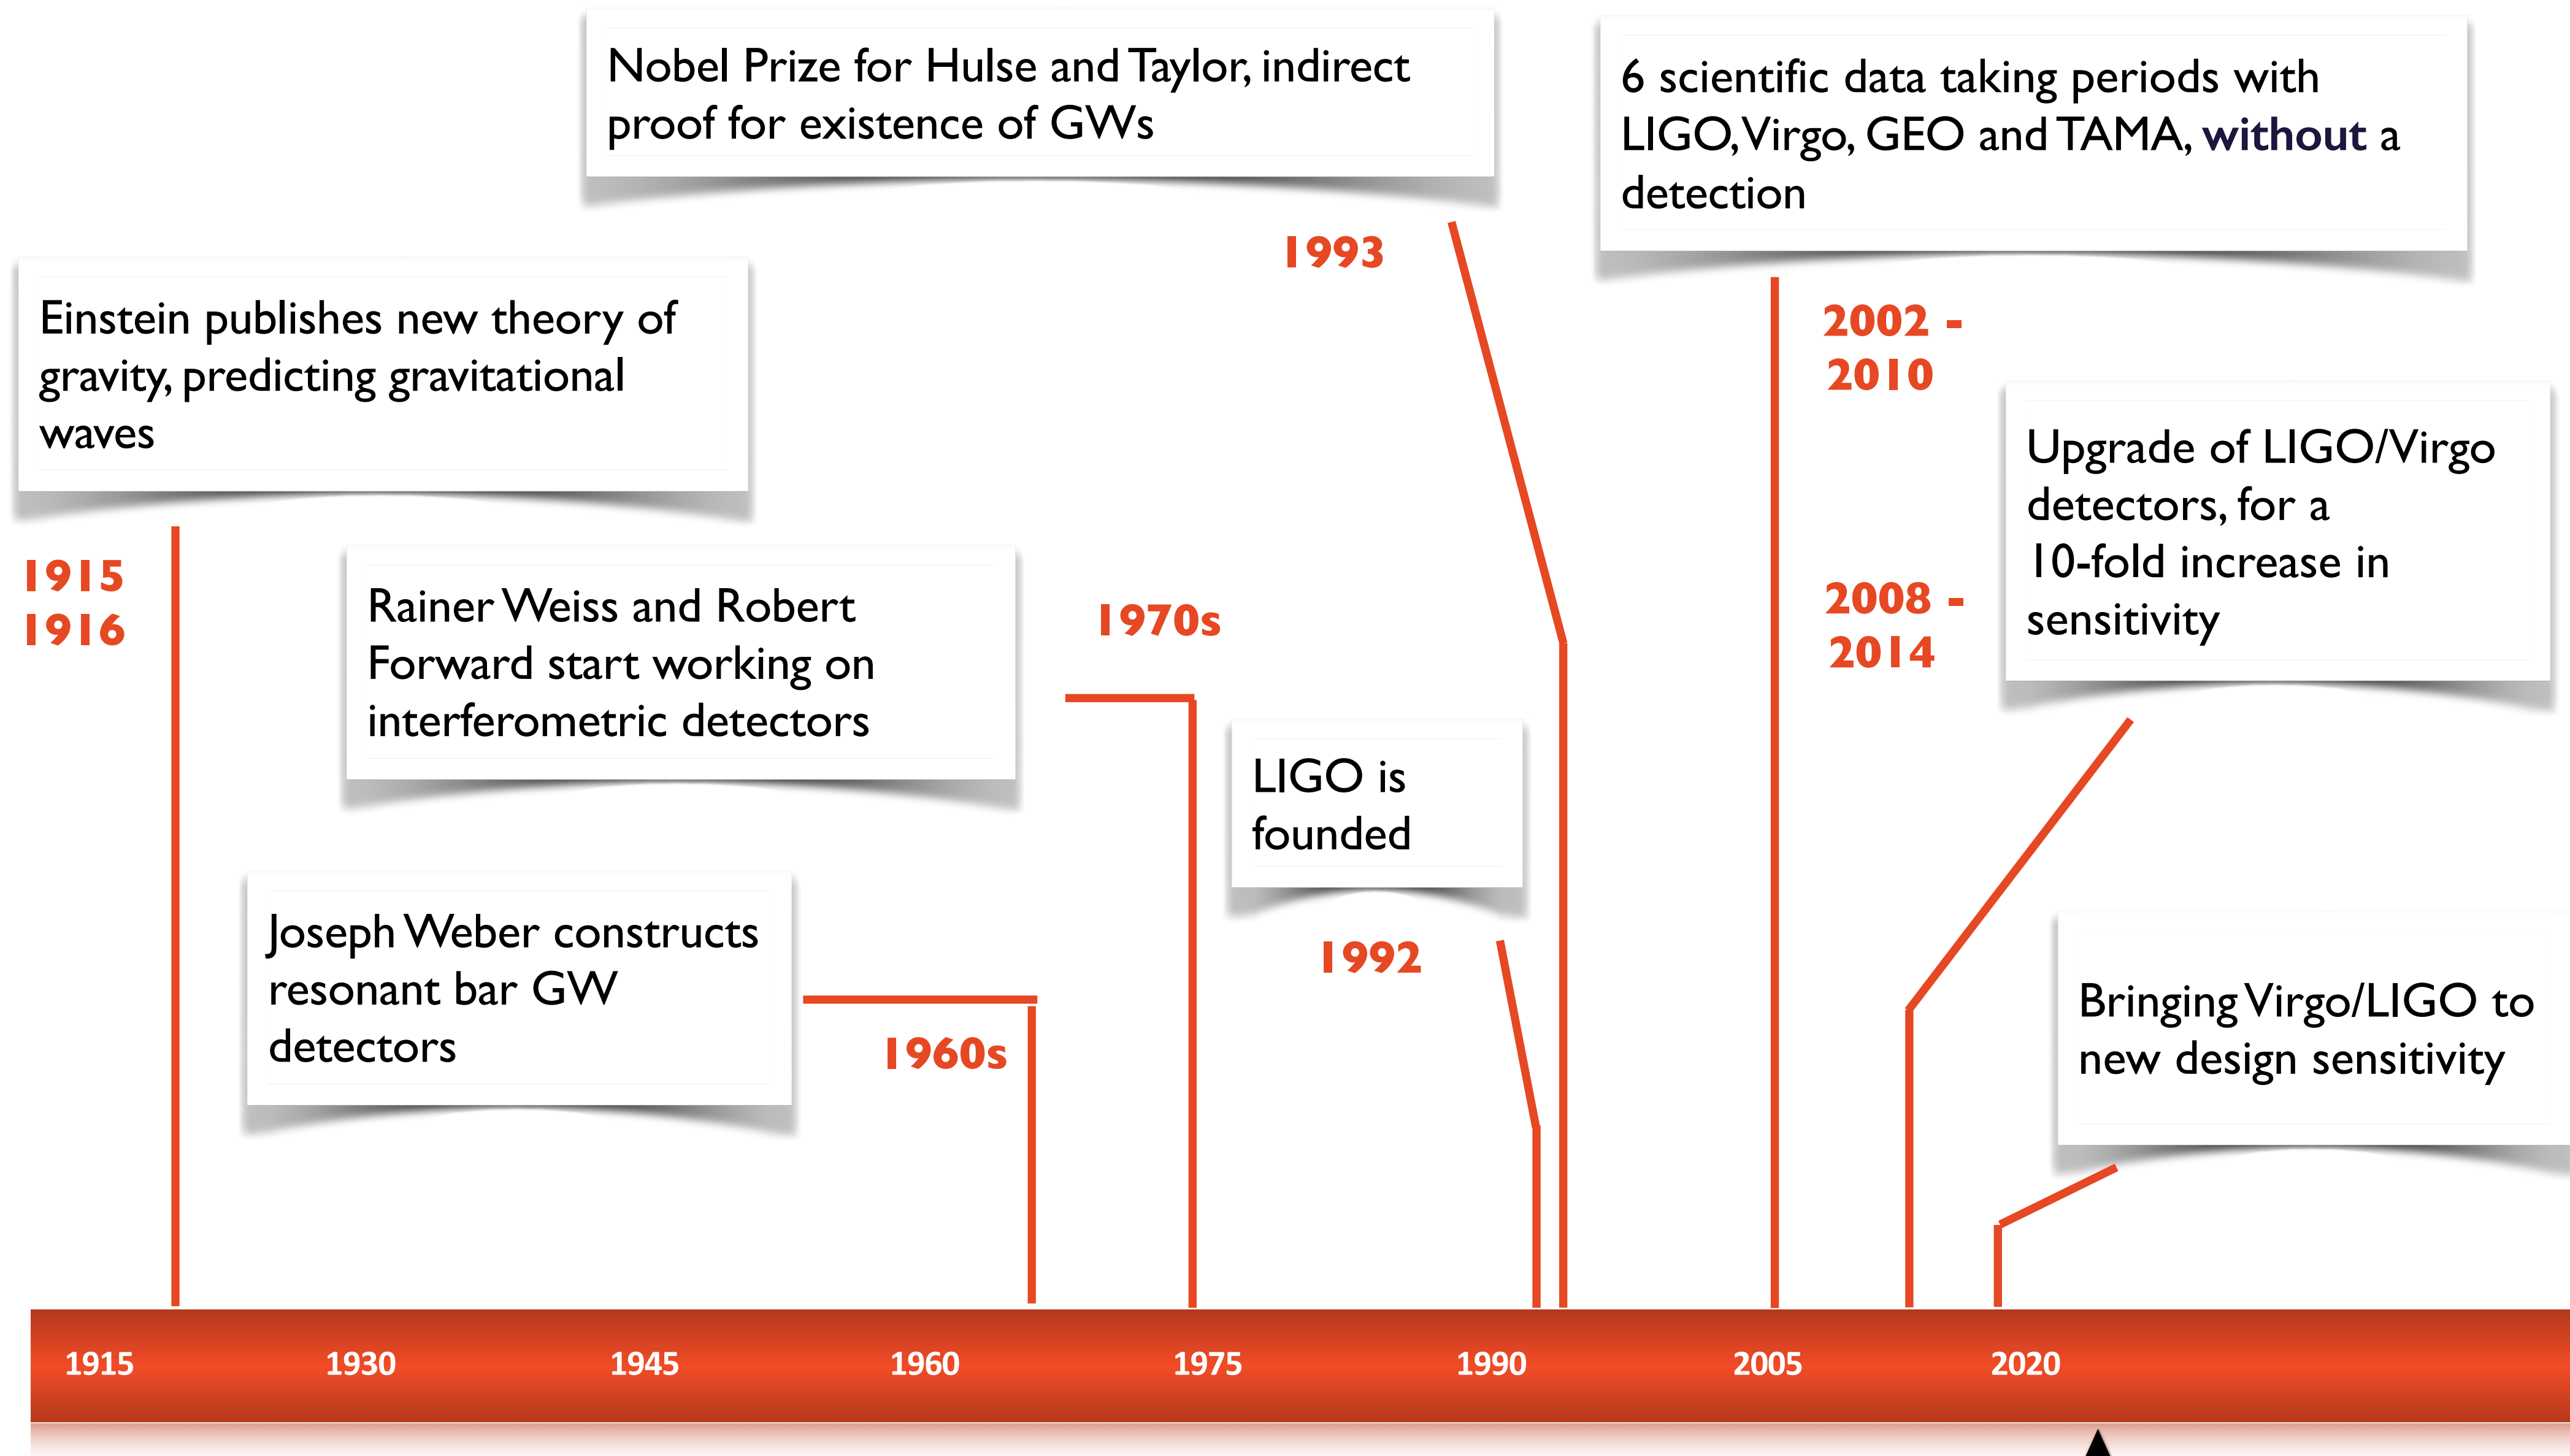 Nobel Prize for Hulse and Taylor, indirect
proof for existence of GWs
1993
6 scientific data taking periods with
LIGO, Virgo, GEO and TAMA, without a
detection
2002 -
2010
Einstein publishes new theory of
gravity, predicting gravitational
waves
1915
1916
Rainer Weiss and Robert
Forward start working on
interferometric detectors
1970s
Upgrade of LIGO/Virgo
detectors, for a
10-fold increase in
sensitivity
2008 -
2014
LIGO is
founded
1992
Joseph Weber constructs
resonant bar GW
detectors
1960s
Bringing Virgo/LIGO to
new design sensitivity
1915 1930 1945 1960 1975 1990 2005 2020